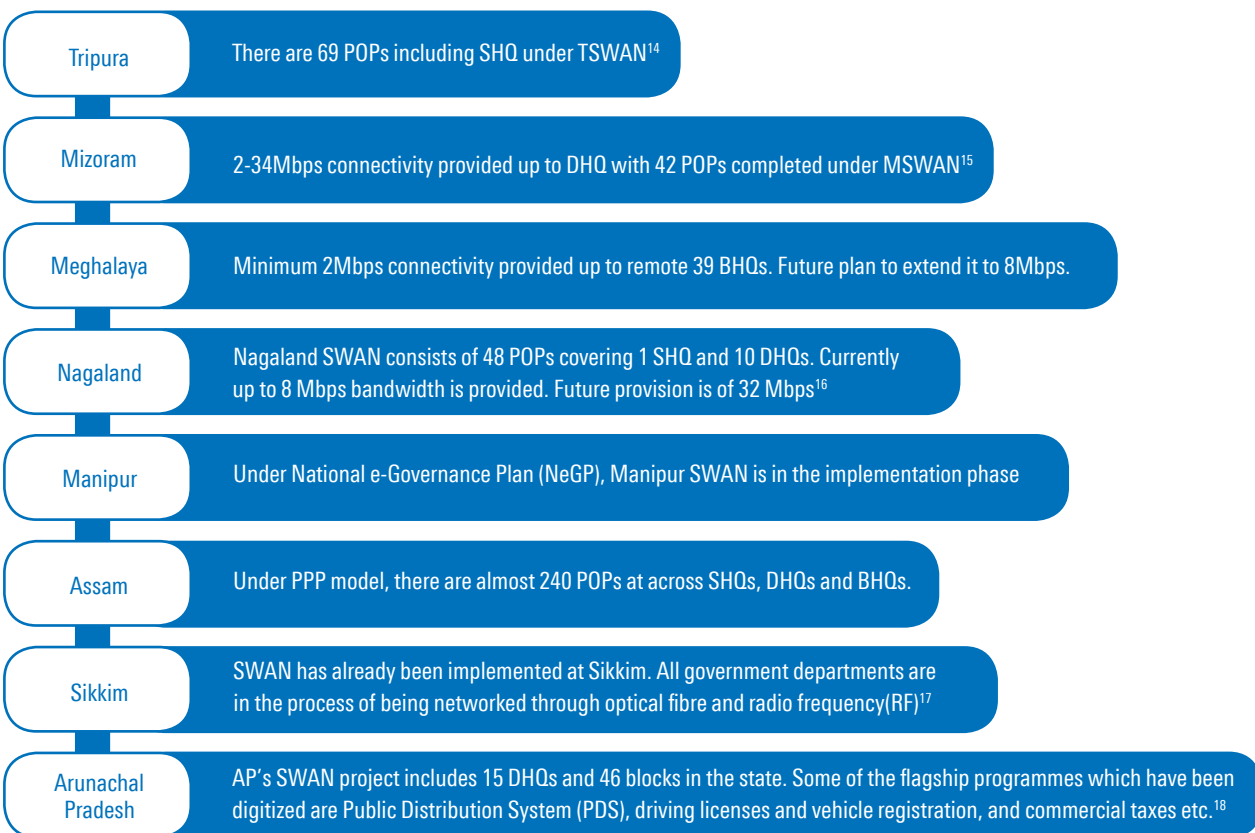 Tripura
There are 69 POPs including SHQ under TSWAN14
Mizoram
2-34Mbps connectivity provided up to DHQ with 42 POPs completed under MSWAN15
Meghalaya
Minimum 2Mbps connectivity provided up to remote 39 BHQs. Future plan to extend it to 8Mbps.
Nagaland
Nagaland SWAN consists of 48 POPs covering 1 SHQ and 10 DHQs. Currently
up to 8 Mbps bandwidth is provided. Future provision is of 32 Mbps16
Manipur
Under National e-Governance Plan (NeGP), Manipur SWAN is in the implementation phase
Assam
Under PPP model, there are almost 240 POPs at across SHQs, DHQs and BHQs.
Sikkim
SWAN has already been implemented at Sikkim. All government departments are
in the process of being networked through optical fibre and radio frequency(RF)17
Arunachal
Pradesh
AP's SWAN project includes 15 DHQs and 46 blocks in the state. Some of the flagship programmes which have been
digitized are Public Distribution System (PDS), driving licenses and vehicle registration, and commercial taxes etc.18